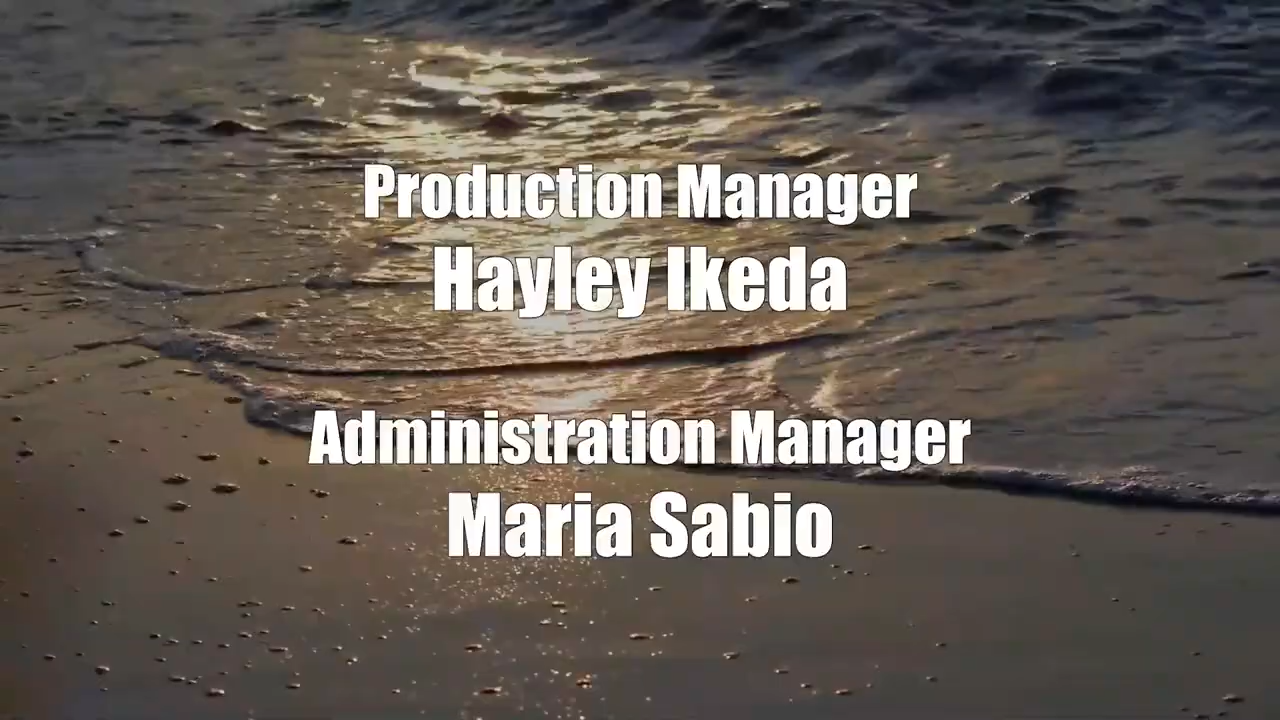 Production Manager
Hayley Ikeda
Administration Manager
Maria Sabio